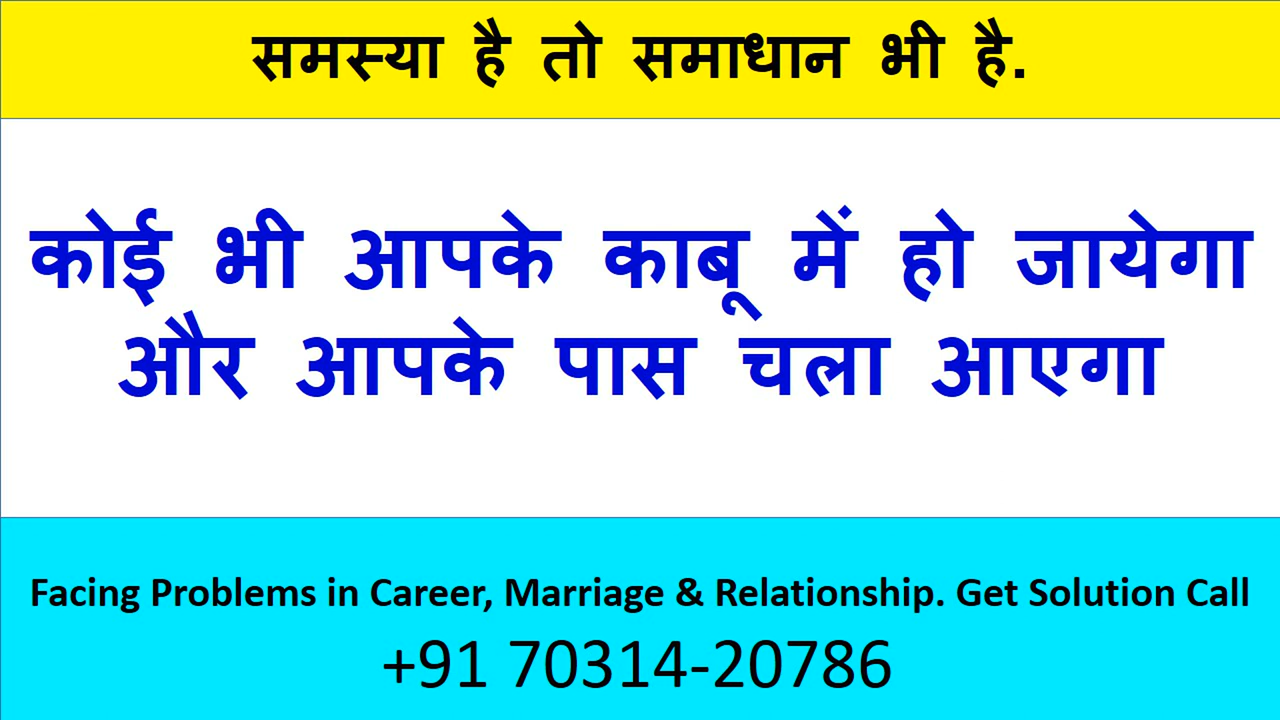 समस्या है तो समाधान भी है.
कोई भी आपके काबू में हो जायेगा
और आपके पास चला आएगा
Facing Problems in Career, Marriage & Relationship. Get Solution Call
+91 70314-20786